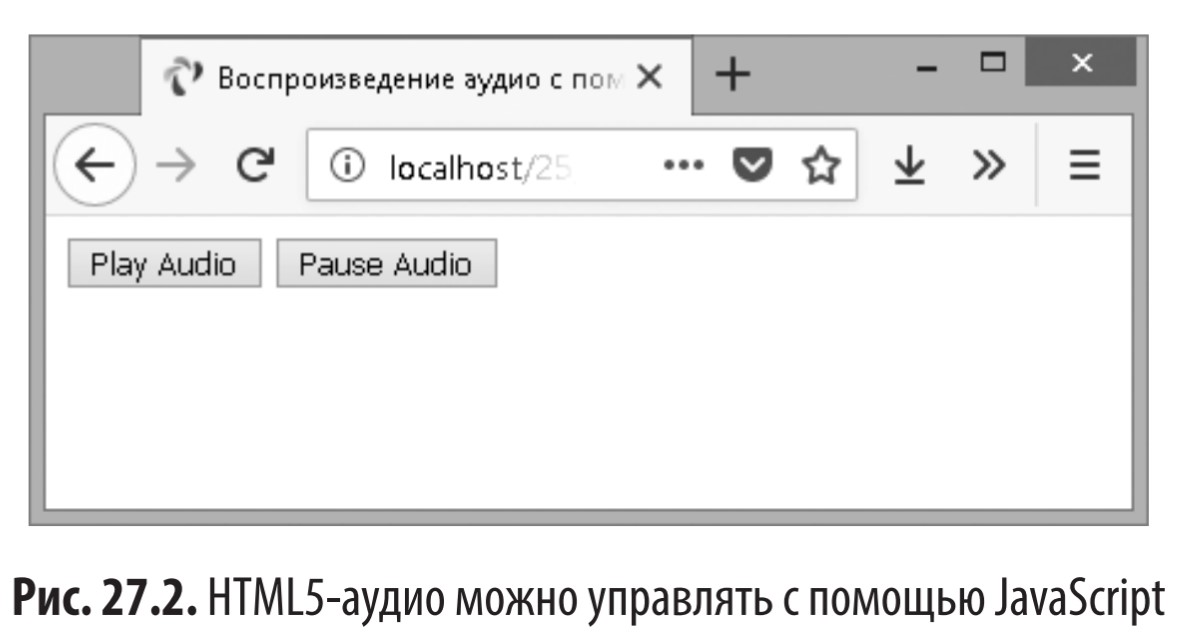 Воспроизведение аудио с пом
localhost/25
Play Audio Pause Audio
Рис. 27.2. HTML5-аудио можно управлять с помощью JavaScript